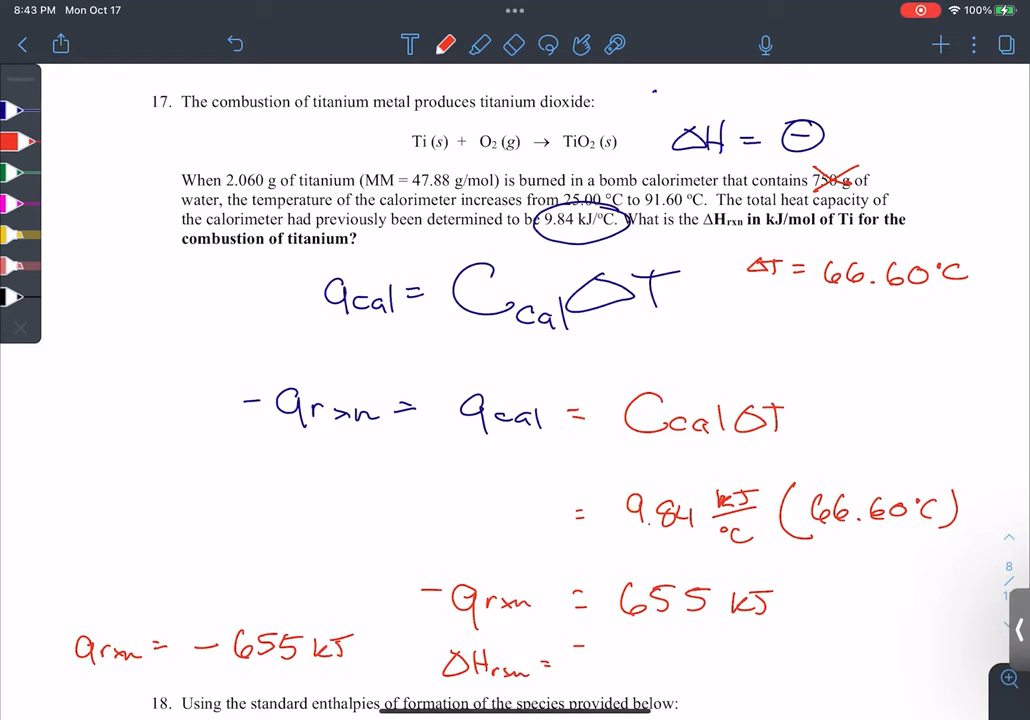 8:43 PM Mon Oct 17
100%
17. The combustion of titanium metal produces titanium dioxide:
Ti (s) + O₂ (g) → TiO₂ (s)
ΔH = ⊖
When 2.060 g of titanium (MM = 47.88 g/mol) is burned in a bomb calorimeter that contains 750 g of
water, the temperature of the calorimeter increases from 25.00 °C to 91.60 °C. The total heat capacity of
the calorimeter had previously been determined to be 9.84 kJ/°C. What is the ΔHrxn in kJ/mol of Ti for the
combustion of titanium?
ΔT = 66.60°C
qcal = CcalΔT
- qrxn = qcal = CcalΔT
= 9.84 kJ/°C (66.60°C)
- qrxn = 655 kJ
qrxn = - 655 kJ
ΔHrxn = -
8
/
1
18. Using the standard enthalpies of formation of the species provided below: